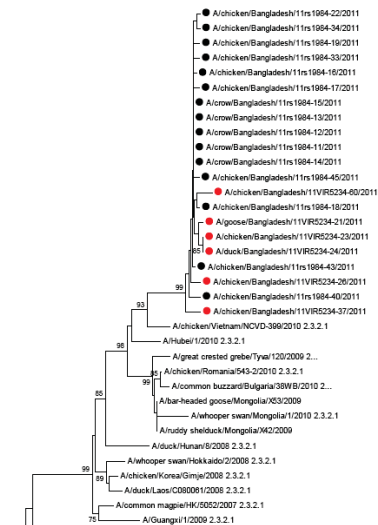 A/chicken/Bangladesh/11rs1984-22/2011
A/chicken/Bangladesh/11rs1984-34/2011
A/chicken/Bangladesh/11rs1984-19/2011
A/chicken/Bangladesh/11rs1984-33/2011
A/chicken/Bangladesh/11rs1984-16/2011
A/chicken/Bangladesh/11rs1984-17/2011
A/crow/Bangladesh/11rs1984-15/2011
A/crow/Bangladesh/11rs1984-13/2011
A/crow/Bangladesh/11rs1984-12/2011
A/crow/Bangladesh/11rs1984-11/2011
A/crow/Bangladesh/11rs1984-14/2011
A/chicken/Bangladesh/11rs1984-45/2011
A/chicken/Bangladesh/11VIR5234-60/2011
A/chicken/Bangladesh/11rs1984-18/2011
A/goose/Bangladesh/11VIR5234-21/2011
A/chicken/Bangladesh/11VIR5234-23/2011
85 A/duck/Bangladesh/11VIR5234-24/2011
A/chicken/Bangladesh/11rs1984-43/2011
A/chicken/Bangladesh/11VIR5234-26/2011
99
A/chicken/Bangladesh/11rs1984-40/2011
93
A/chicken/Bangladesh/11VIR5234-37/2011
A/chicken/Vietnam/NCVD-399/2010 2.3.2.1
A/Hubei/1/2010 2.3.2.1
98
A/great crested grebe/Tyva/120/2009 2...
A/chicken/Romania/543-2/2010 2.3.2.1
99 A/common buzzard/Bulgaria/38WB/2010 2...
85
A/bar-headed goose/Mongolia/X53/2009
A/whooper swan/Mongolia/1/2010 2.3.2.1
A/ruddy shelduck/Mongolia/X42/2009
A/duck/Hunan/8/2008 2.3.2.1
A/whooper swan/Hokkaido/2/2008 2.3.2.1
99
A/chicken/Korea/Gimje/2008 2.3.2.1
89
A/duck/Laos/C080061/2008 2.3.2.1
A/common magpie/HK/5052/2007 2.3.2.1
75 A/Guangxi/1/2009 2.3.2.1